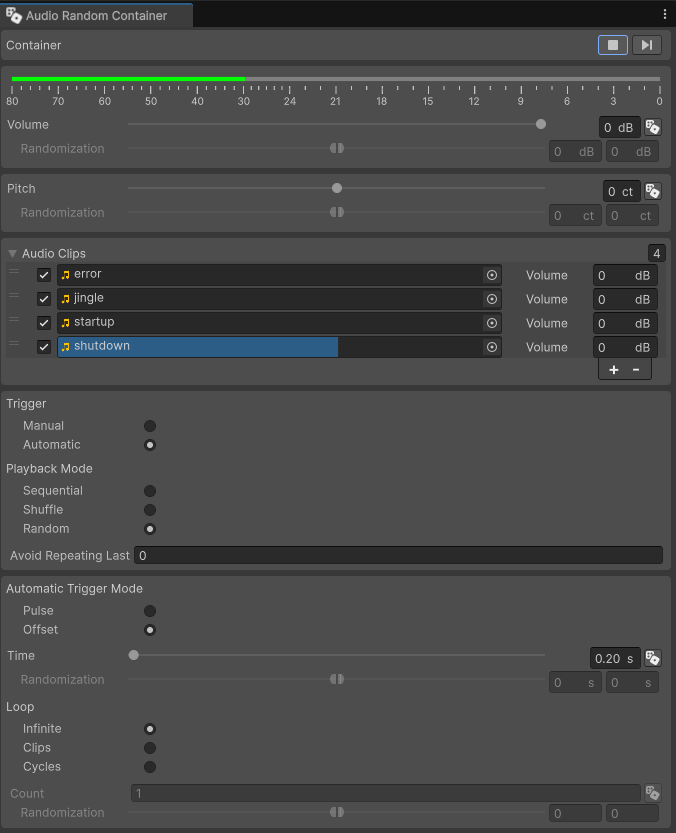 Audio Random Container
Container
80 70 60 50 40 30 24 21 18 15 12 9 6 3 0
Volume 0 dB
Randomization 0 dB 0 dB
Pitch 0 ct
Randomization 0 ct 0 ct
Audio Clips 4
error Volume 0 dB
jingle Volume 0 dB
startup Volume 0 dB
shutdown Volume 0 dB
+ -
Trigger
Manual
Automatic
Playback Mode
Sequential
Shuffle
Random
Avoid Repeating Last 0
Automatic Trigger Mode
Pulse
Offset
Time 0.20 s
Randomization 0 s 0 s
Loop
Infinite
Clips
Cycles
Count 1
Randomization 0 0